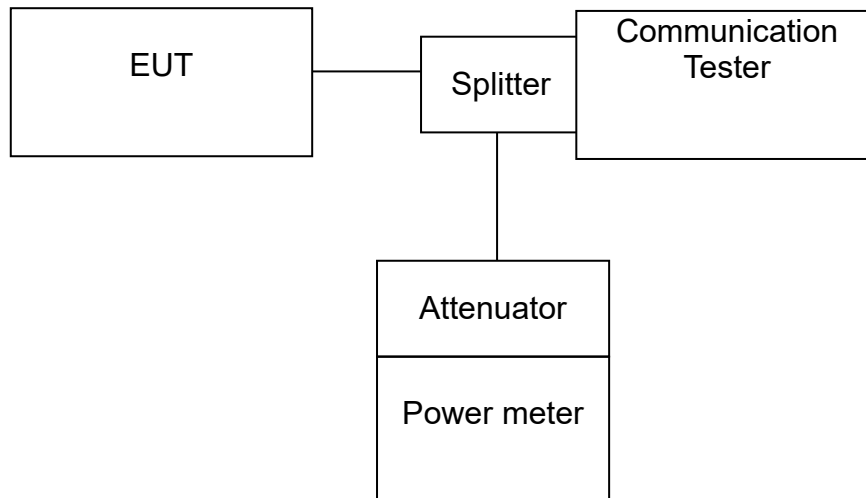 EUT
Splitter
Communication
Tester
Attenuator
Power meter